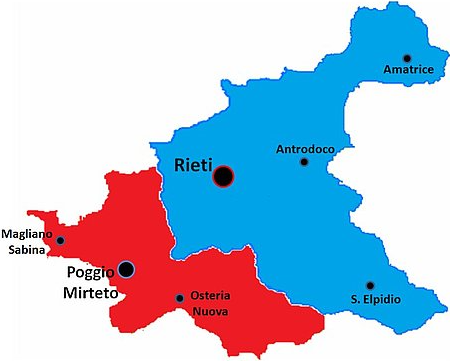 Amatrice
Antrodoco
Rieti
Magliano
Sabina
Poggio
Mirteto
Osteria
Nuova
S. Elpidio